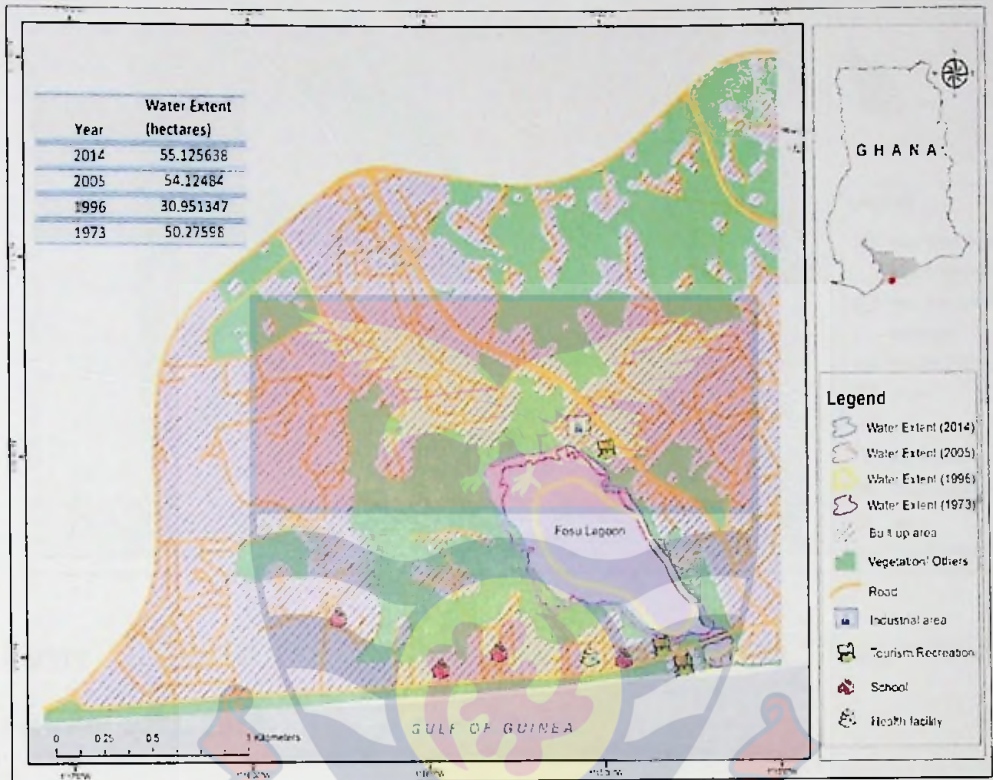 Water Extent
Year (hectares)
2014 55.125638
2005 54.12484
1996 30.951347
1973 50.27598
GHANA
Fosu Lagoon
GULF OF GUINEA
0 0.25 0.5 1 Kilometers
Legend
Water Extent (2014)
Water Extent (2005)
Water Extent (1996)
Water Extent (1973)
Built up area
Vegetation/ Others
Road
Industrial area
Tourism Recreation
School
Health facility